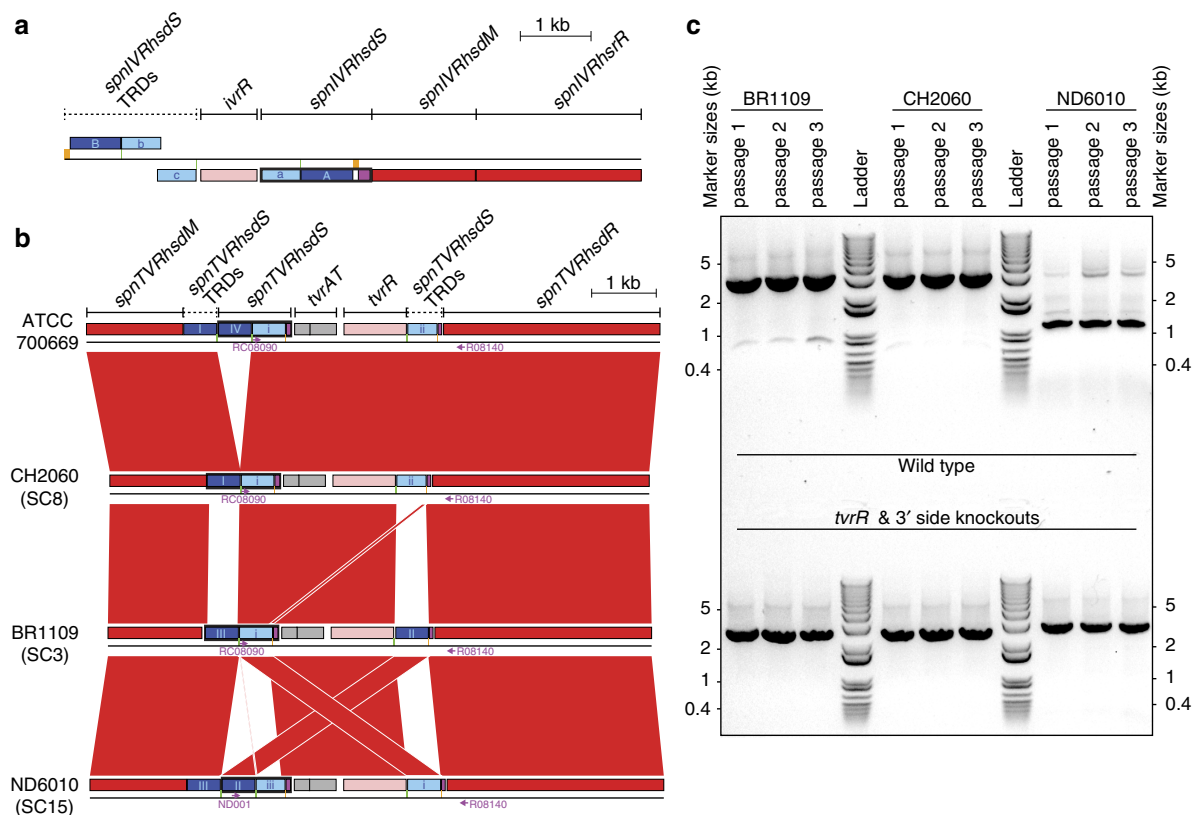 a
spnIVRhsdS
TRDs
ivrR
spnIVRhsdS
spnIVRhsdM
spnIVRhsrR
1 kb
B
b
c
a
A
b
spnTVRhsdM
spnTVRhsdS
TRDs
spnTVRhsdS
tvrAT
tvrR
spnTVRhsdS
TRDs
spnTVRhsdR
1 kb
ATCC
700669
I
IV
i
ii
RC08090
R08140
CH2060
(SC8)
I
i
ii
RC08090
R08140
BR1109
(SC3)
III
i
II
RC08090
R08140
ND6010
(SC15)
III
II
iii
i
ND001
R08140
c
Marker sizes (kb)
BR1109
passage 1
passage 2
passage 3
Ladder
CH2060
passage 1
passage 2
passage 3
Ladder
ND6010
passage 1
passage 2
passage 3
Marker sizes (kb)
5
2
1
0.4
5
2
1
0.4
Wild type
tvrR & 3′ side knockouts
5
2
1
0.4
5
2
1
0.4